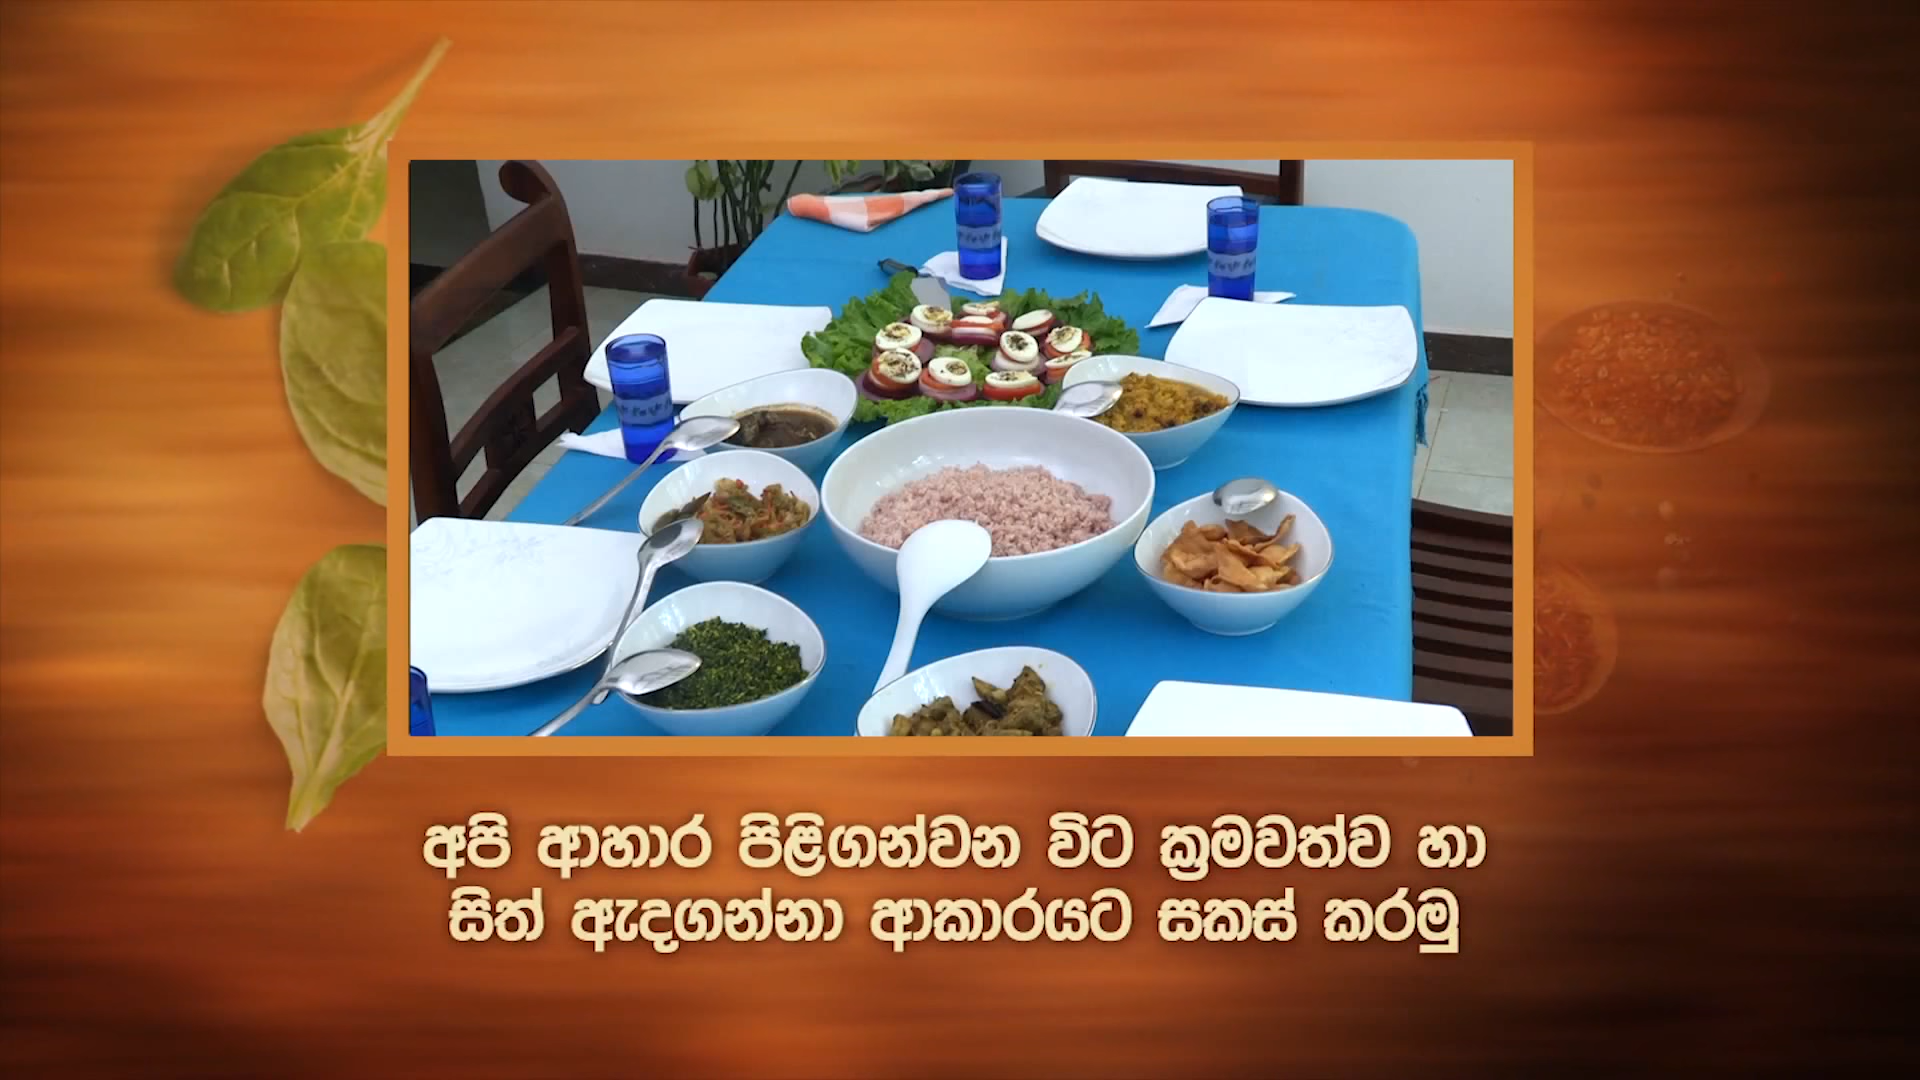 අපි ආහාර පිළිගන්වන විට ක්‍රමවත්ව හා
සිත් ඇදගන්නා ආකාරයට සකස් කරමු